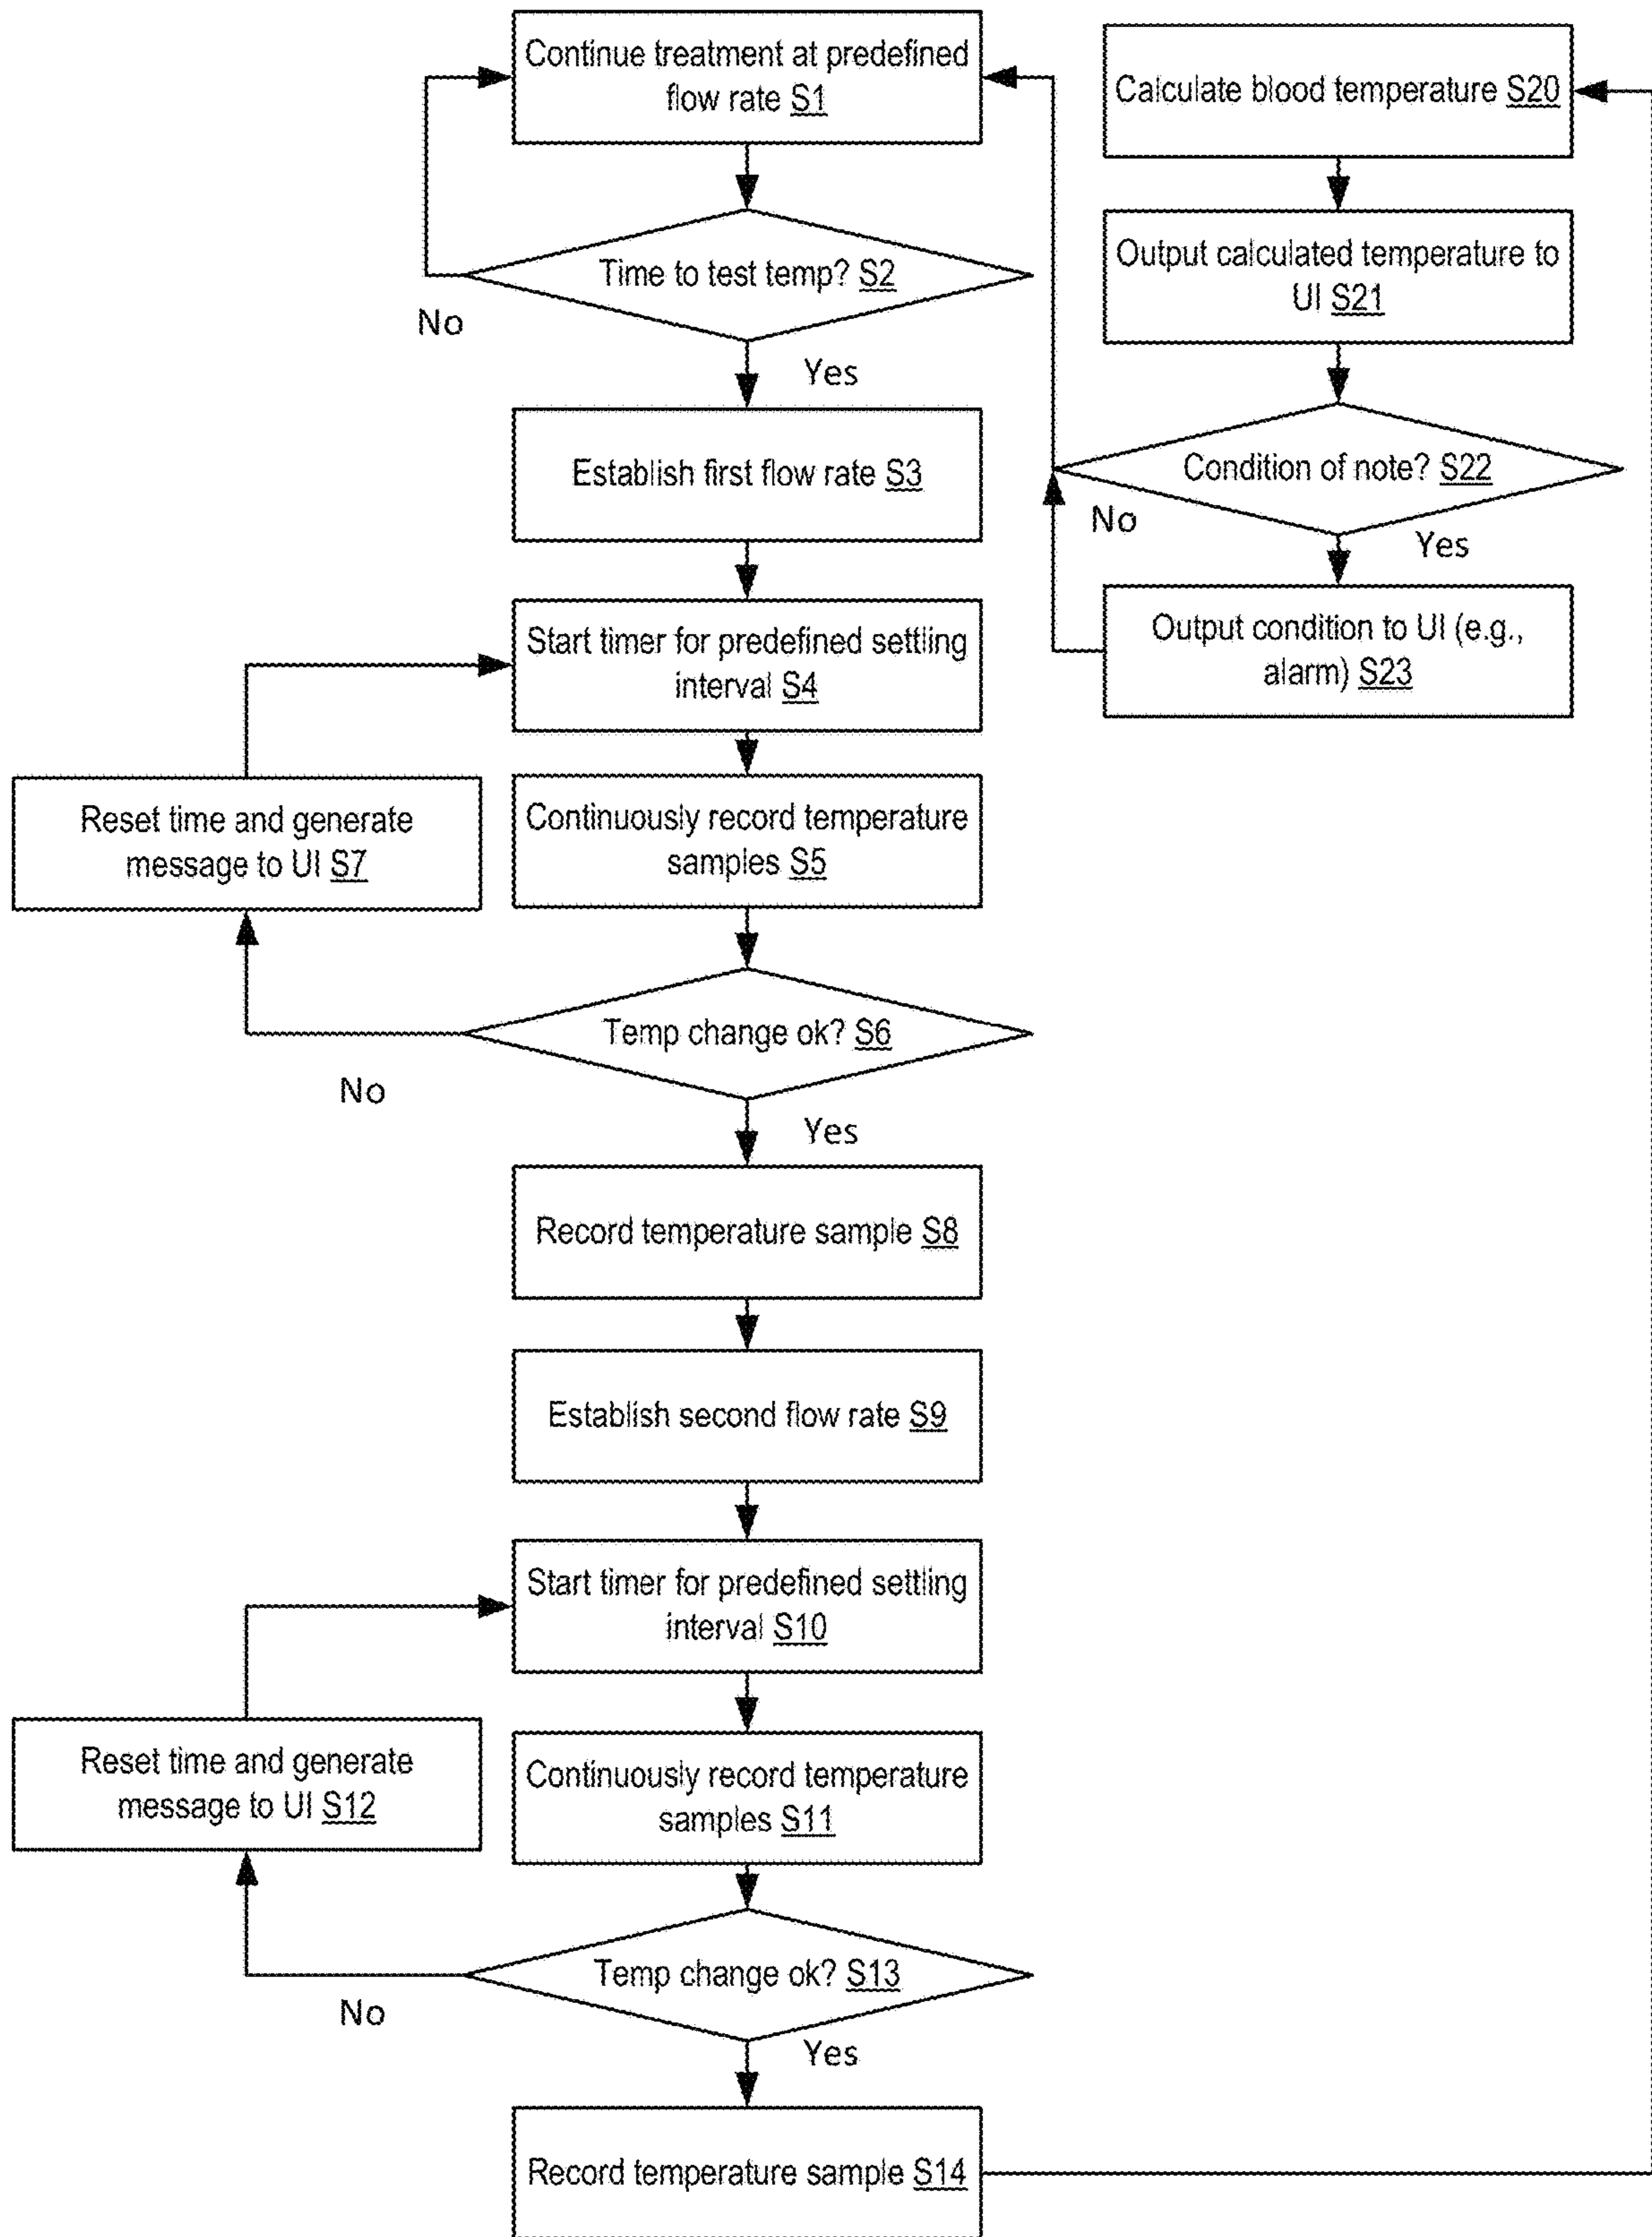 Continue treatment at predefined
flow rate S1
Time to test temp? S2
No
Yes
Establish first flow rate S3
Start timer for predefined settling
interval S4
Reset time and generate
message to UI S7
Continuously record temperature
samples S5
Temp change ok? S6
No
Yes
Record temperature sample S8
Establish second flow rate S9
Start timer for predefined settling
interval S10
Reset time and generate
message to UI S12
Continuously record temperature
samples S11
Temp change ok? S13
No
Yes
Record temperature sample S14
Calculate blood temperature S20
Output calculated temperature to
UI S21
Condition of note? S22
No
Yes
Output condition to UI (e.g.,
alarm) S23